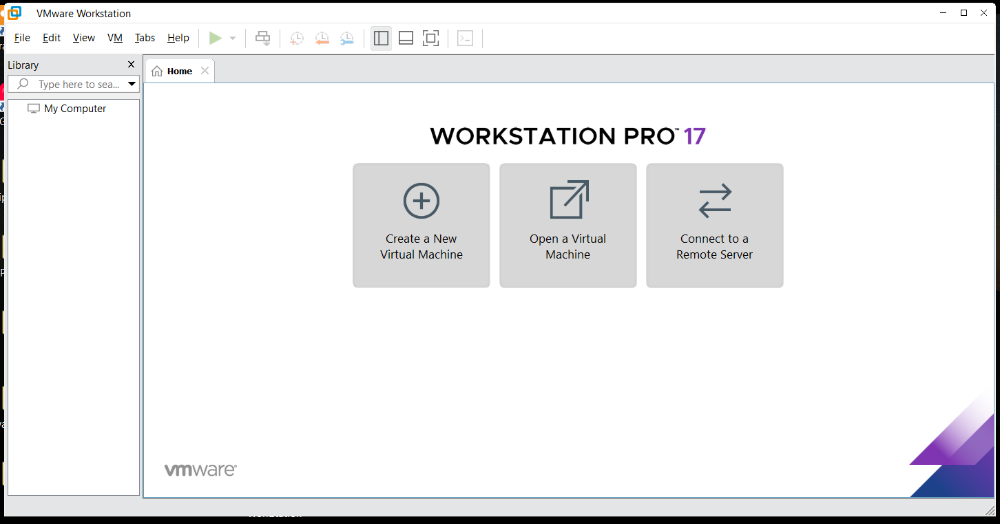 VMware Workstation
File Edit View VM Tabs Help
Library
Type here to sea...
My Computer
Home
WORKSTATION PRO™ 17
Create a New
Virtual Machine
Open a Virtual
Machine
Connect to a
Remote Server
vmware®